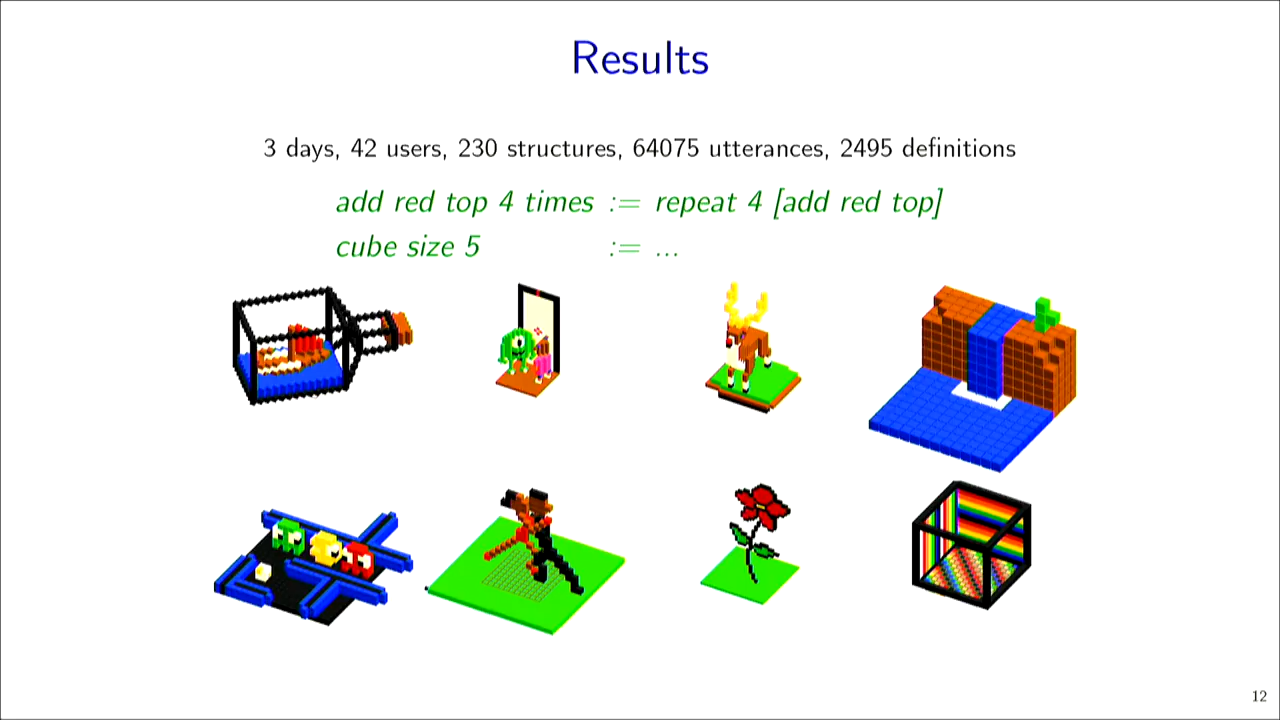 Results
3 days, 42 users, 230 structures, 64075 utterances, 2495 definitions
add red top 4 times := repeat 4 [add red top]
cube size 5 := ...
12